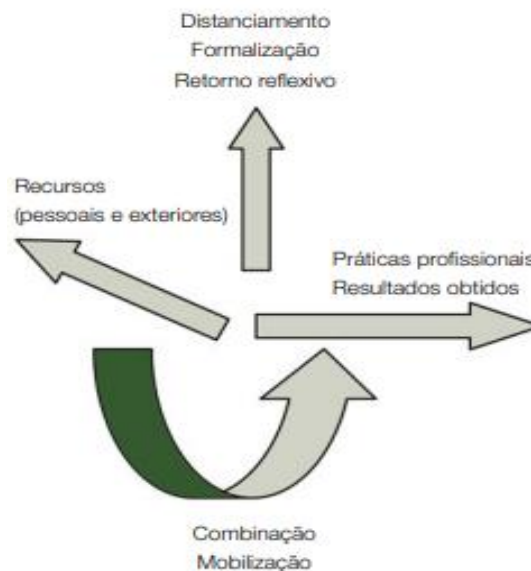 Distanciamento
Formalização
Retorno reflexivo
Recursos
(pessoais e exteriores)
Práticas profissionais
Resultados obtidos
Combinação
Mobilização